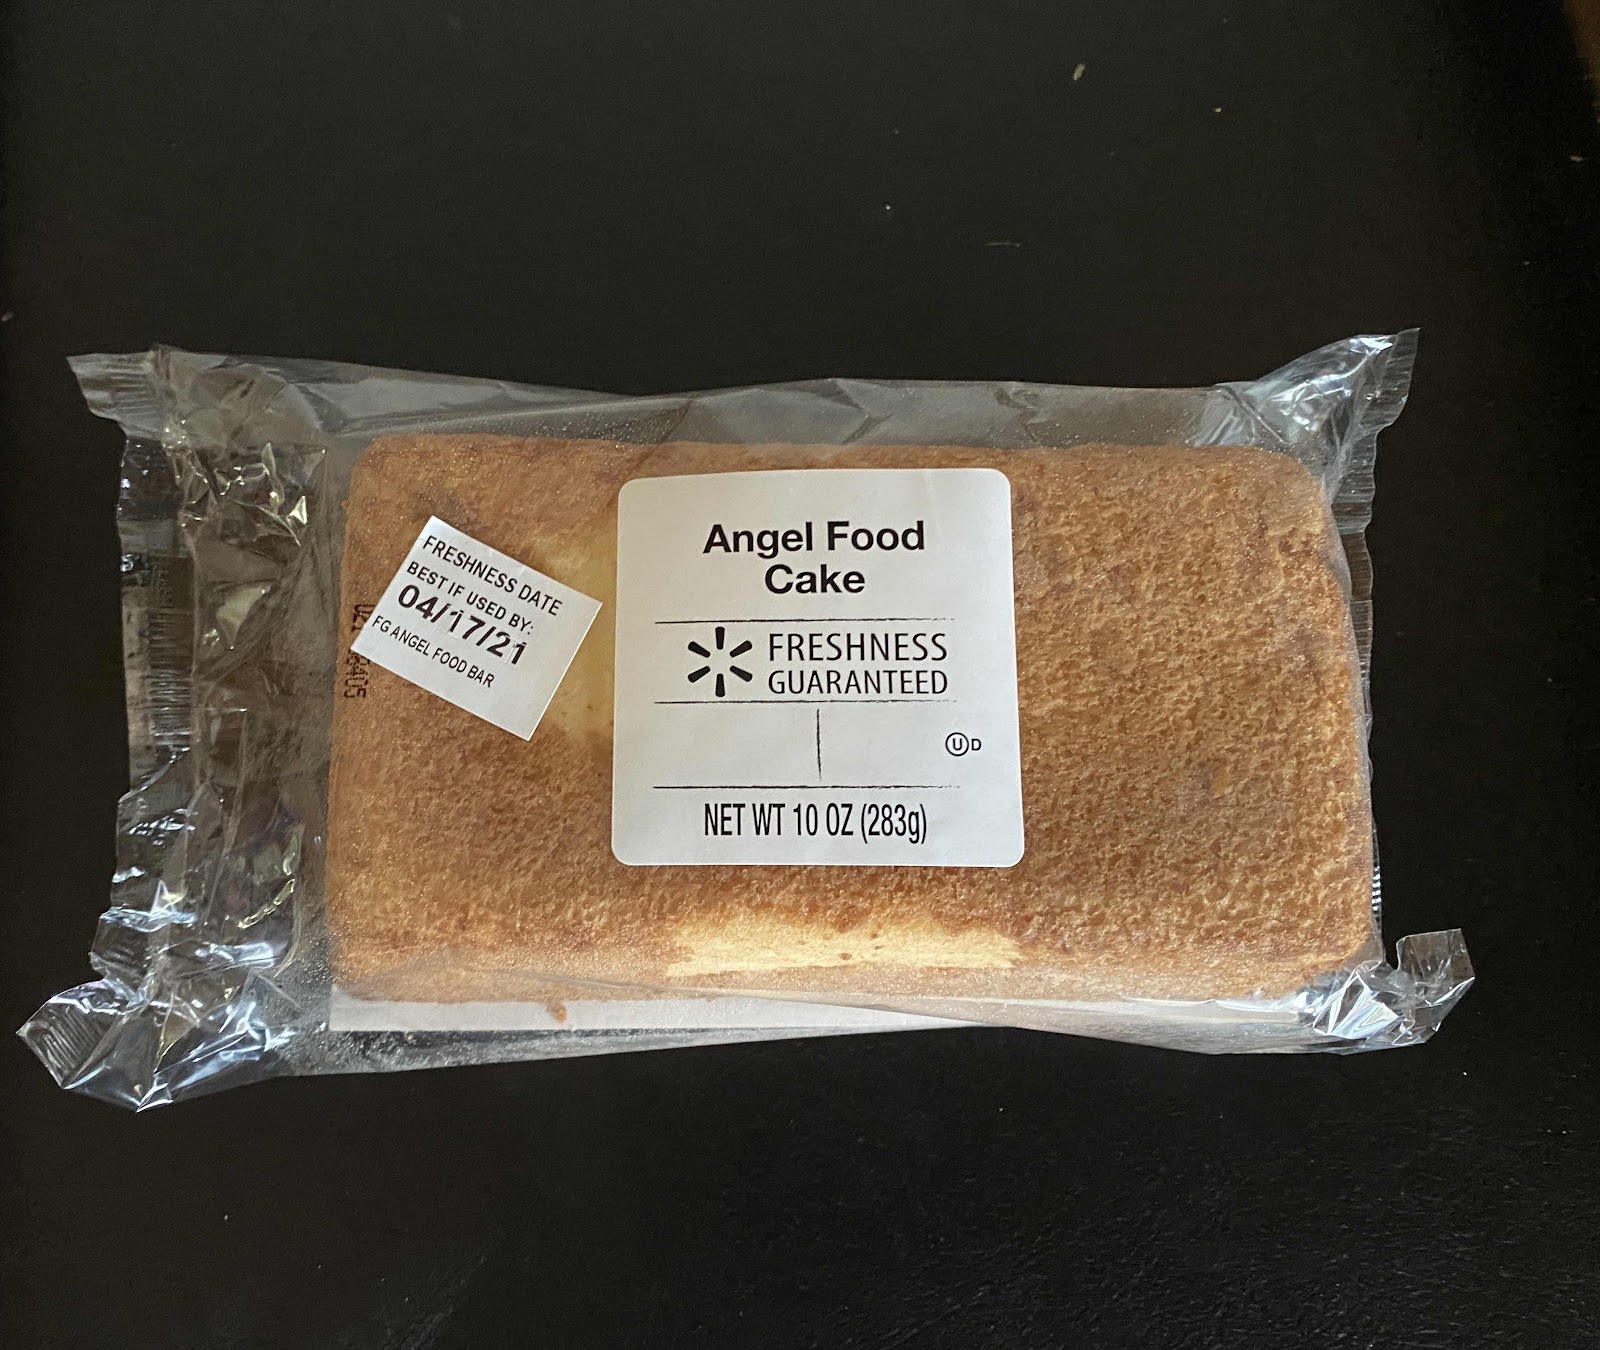 FRESHNESS DATE
BEST IF USED BY:
04/17/21
FG ANGEL FOOD BAR
Angel Food
Cake
FRESHNESS
GUARANTEED
U D
NET WT 10 OZ (283g)